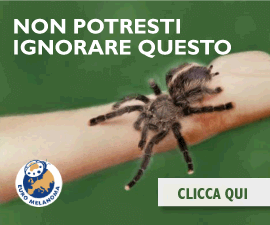 NON POTRESTI
IGNORARE QUESTO
EURO MELANOMA
CLICCA QUI